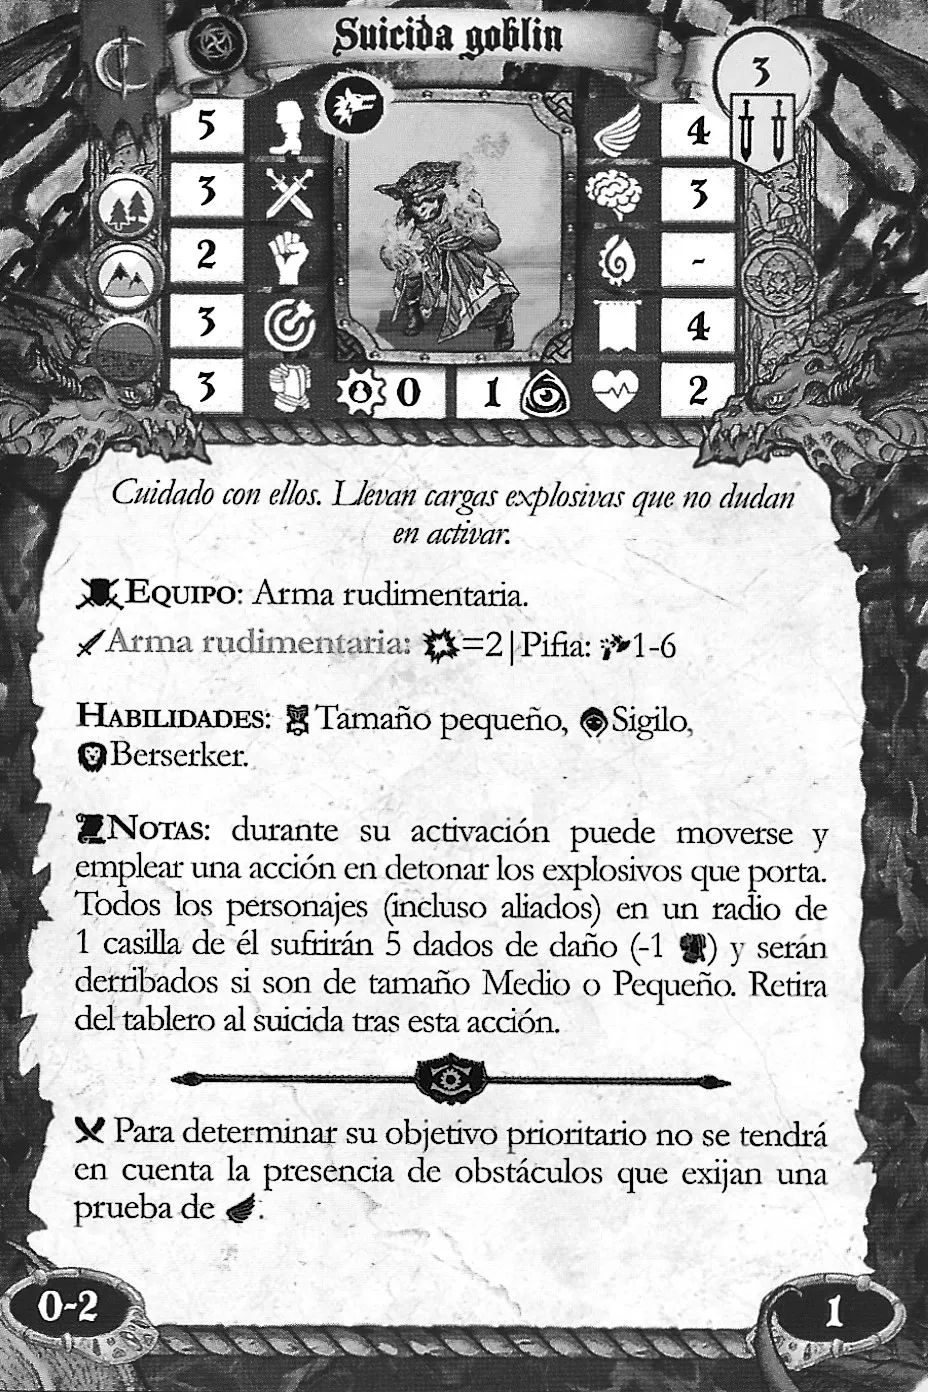 Suicida goblin
3
5
4
3
3
2
-
3
4
3
0
1
2
Cuidado con ellos. Llevan cargas explosivas que no dudan
en activar.
EQUIPO: Arma rudimentaria.
Arma rudimentaria: =2|Pifia: 1-6
HABILIDADES: Tamaño pequeño, Sigilo,
Berserker.
NOTAS: durante su activación puede moverse y
emplear una acción en detonar los explosivos que porta.
Todos los personajes (incluso aliados) en un radio de
1 casilla de él sufrirán 5 dados de daño (-1 ) y serán
derribados si son de tamaño Medio o Pequeño. Retira
del tablero al suicida tras esta acción.
Para determinar su objetivo prioritario no se tendrá
en cuenta la presencia de obstáculos que exijan una
prueba de .
0-2
1